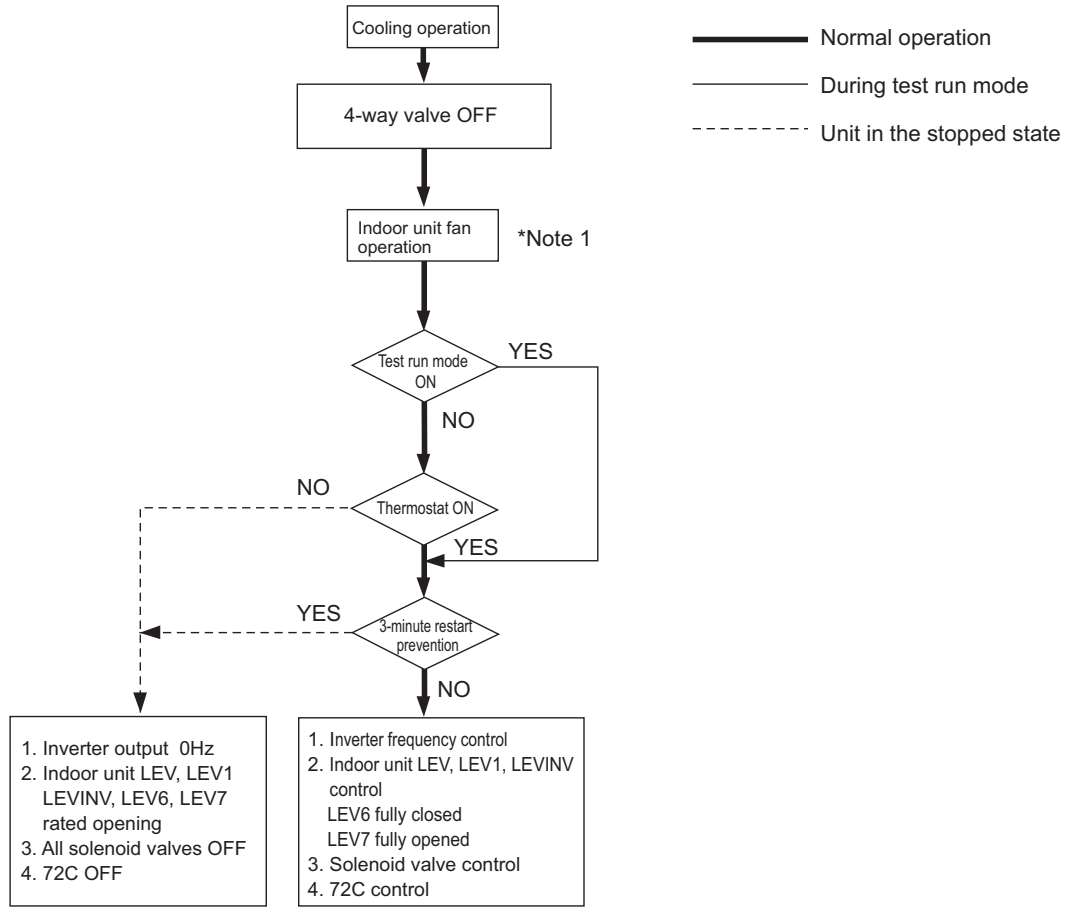 Cooling operation
Normal operation
During test run mode
Unit in the stopped state
4-way valve OFF
Indoor unit fan
operation
*Note 1
Test run mode
ON
YES
NO
NO
Thermostat ON
YES
YES
3-minute restart
prevention
NO
1. Inverter output 0Hz
2. Indoor unit LEV, LEV1
LEVINV, LEV6, LEV7
rated opening
3. All solenoid valves OFF
4. 72C OFF
1. Inverter frequency control
2. Indoor unit LEV, LEV1, LEVINV
control
LEV6 fully closed
LEV7 fully opened
3. Solenoid valve control
4. 72C control